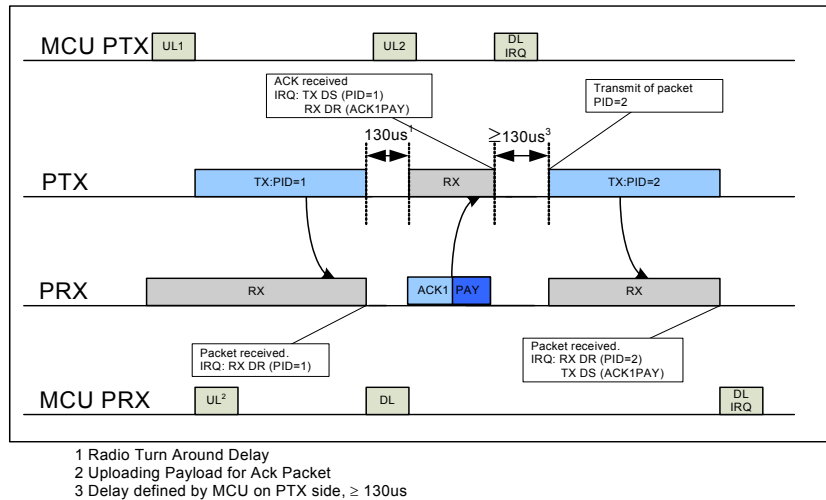 MCU PTX
UL1
UL2
DL
IRQ
ACK received
IRQ: TX DS (PID=1)
RX DR (ACK1PAY)
Transmit of packet
PID=2
130us1
≥130us3
PTX
TX:PID=1
RX
TX:PID=2
PRX
RX
ACK1 PAY
RX
Packet received.
IRQ: RX DR (PID=1)
Packet received.
IRQ: RX DR (PID=2)
TX DS (ACK1PAY)
MCU PRX
UL2
DL
DL
IRQ
1 Radio Turn Around Delay
2 Uploading Payload for Ack Packet
3 Delay defined by MCU on PTX side, ≥ 130us